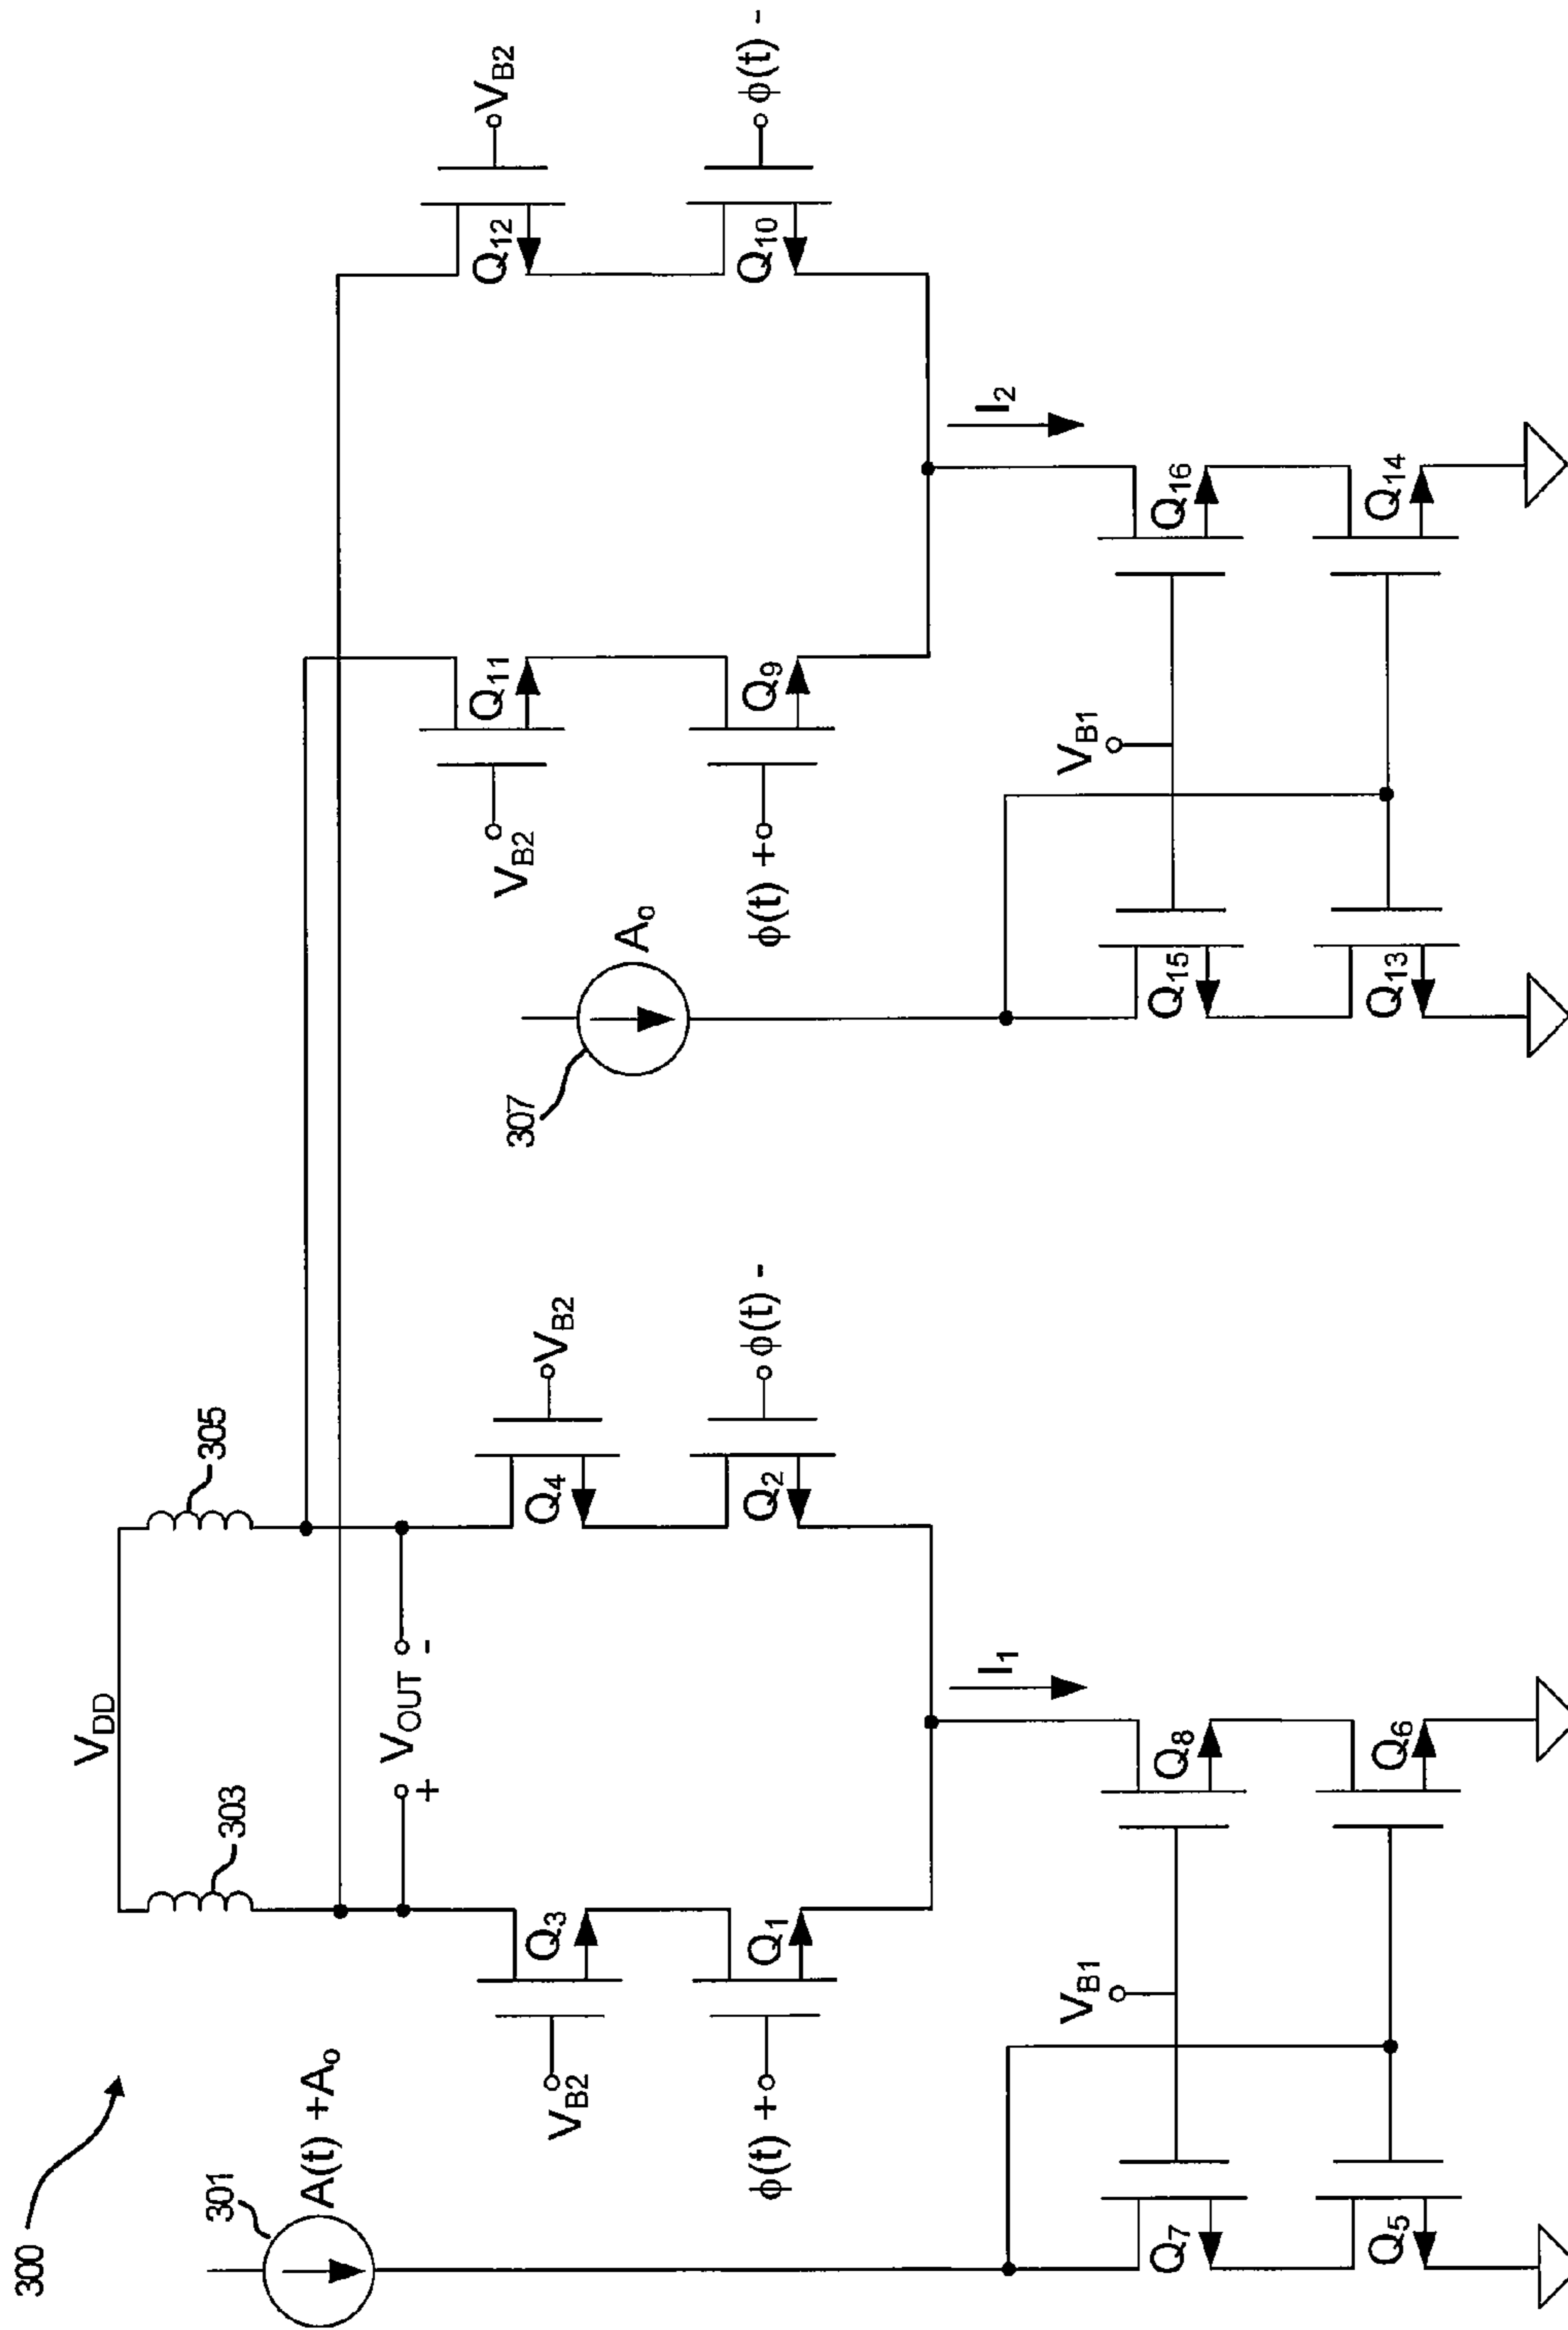 300
301
A(t) +A₀
V_DD
303
305
+
V_OUT
-
V_B2
Q₃
Q₄
V_B2
φ(t) +
Q₁
Q₂
φ(t) -
I₁
V_B1
Q₇
Q₈
Q₅
Q₆
307
A₀
V_B2
Q₁₁
Q₁₂
V_B2
φ(t) +
Q₉
Q₁₀
φ(t) -
I₂
V_B1
Q₁₅
Q₁₆
Q₁₃
Q₁₄